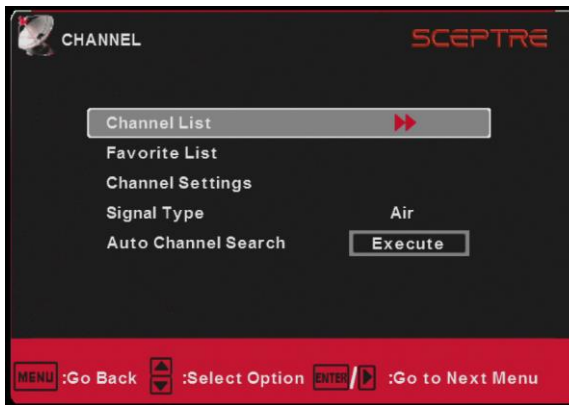 CHANNEL SCEPTRE
Channel List
Favorite List
Channel Settings
Signal Type Air
Auto Channel Search Execute
MENU :Go Back :Select Option ENTER / :Go to Next Menu